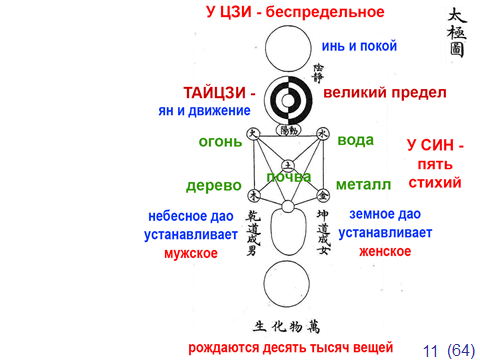 У ЦЗИ - беспредельное
太極圖
инь и покой
陰静
ТАЙЦЗИ -
великий предел
ян и движение
陽動
огонь
火
水
вода
У СИН -
пять
стихий
土
почва
дерево
木
金
металл
небесное дао
устанавливает
мужское
乾道成男
坤道成女
земное дао
устанавливает
женское
生化物萬
рождаются десять тысяч вещей
11 (64)